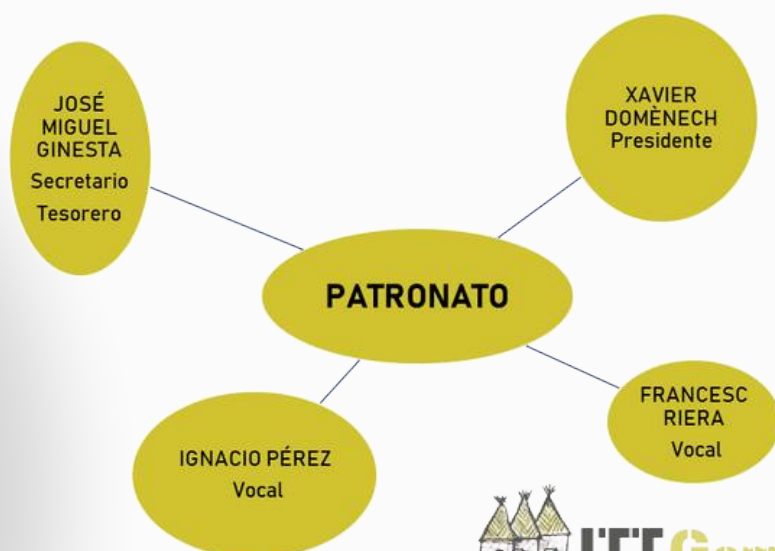 JOSÉ
MIGUEL
GINESTA
Secretario
Tesorero
XAVIER
DOMÈNECH
Presidente
PATRONATO
IGNACIO PÉREZ
Vocal
FRANCESC
RIERA
Vocal